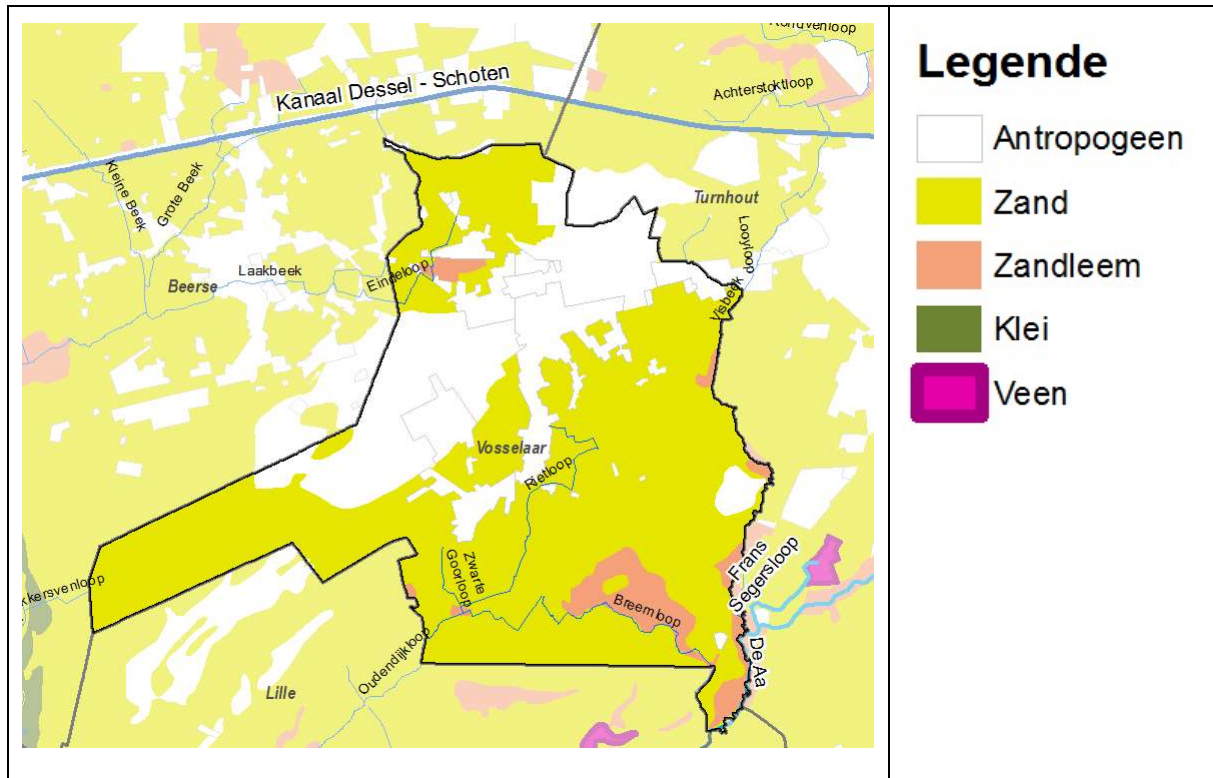 Kanaal Dessel - Schoten
Achterstoktloop
Kleine Beek
Grote Beek
Turnhout
Looyloop
Laakbeek
Eindeloop
Beerse
Visbeek
Vosselaar
Rietloop
Zwarte
Goorloop
Frans
Segersloop
Breemloop
De Aa
Oudendijkloop
Lille
Legende
Antropogeen
Zand
Zandleem
Klei
Veen